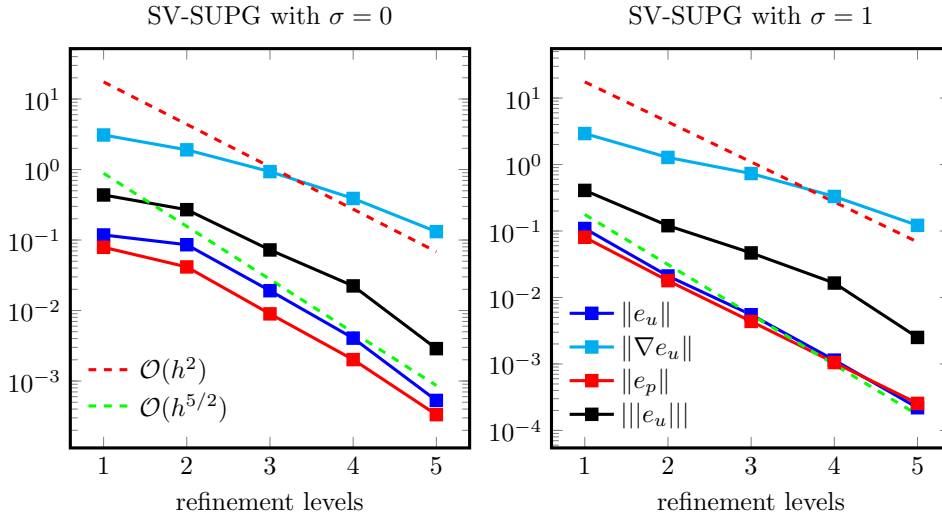 SV-SUPG with σ = 0
SV-SUPG with σ = 1
10^1
10^0
10^{-1}
10^{-2}
10^{-3}
O(h^2)
O(h^{5/2})
1 2 3 4 5
refinement levels
10^1
10^0
10^{-1}
10^{-2}
10^{-3}
10^{-4}
‖e_u‖
‖∇e_u‖
‖e_p‖
|||e_u|||
1 2 3 4 5
refinement levels